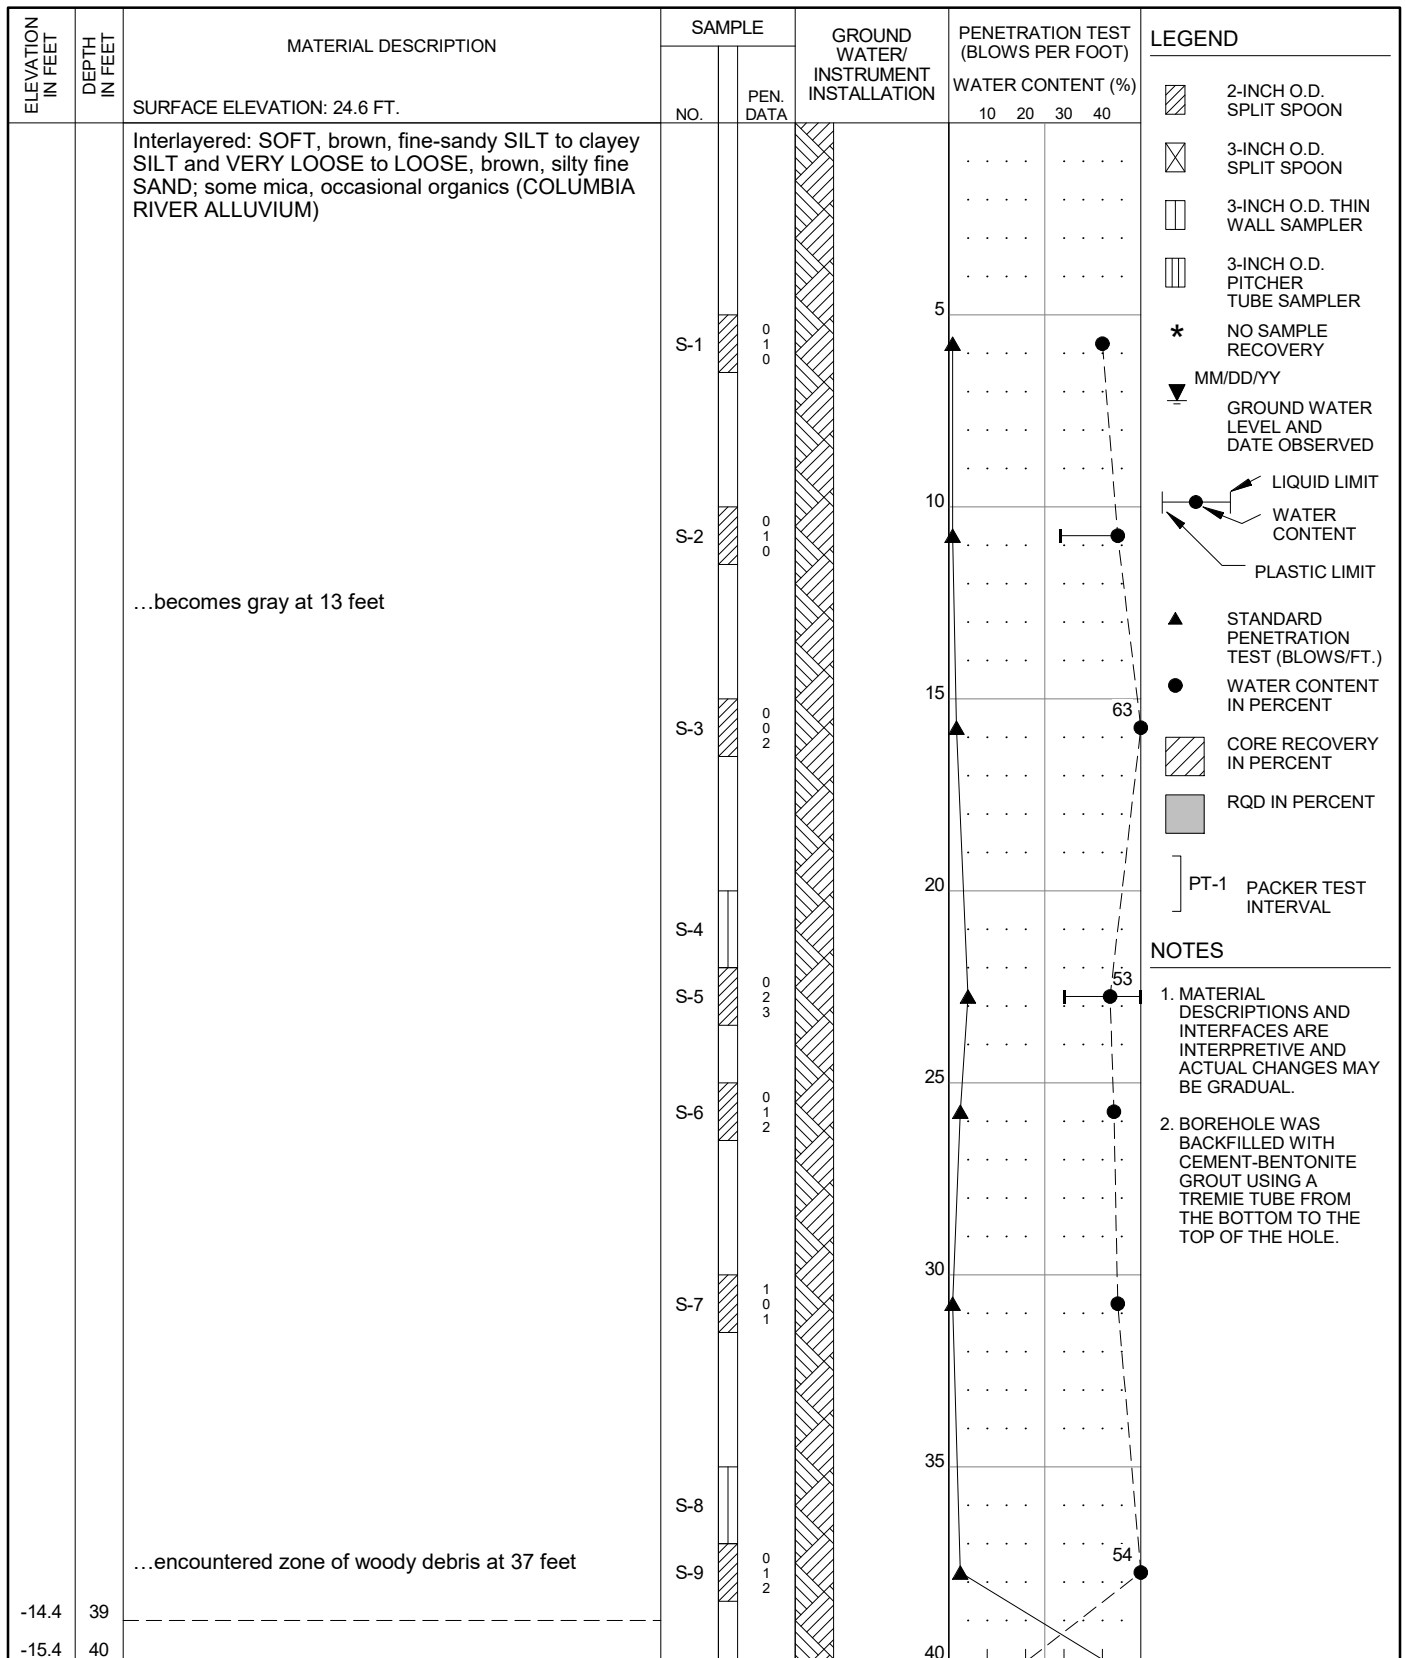 ELEVATION
IN FEET
DEPTH
IN FEET
MATERIAL DESCRIPTION
SURFACE ELEVATION: 24.6 FT.
SAMPLE
NO.
PEN.
DATA
GROUND
WATER/
INSTRUMENT
INSTALLATION
PENETRATION TEST
(BLOWS PER FOOT)
WATER CONTENT (%)
10 20 30 40
Interlayered: SOFT, brown, fine-sandy SILT to clayey
SILT and VERY LOOSE to LOOSE, brown, silty fine
SAND; some mica, occasional organics (COLUMBIA
RIVER ALLUVIUM)
5
S-1
0
1
0
10
S-2
0
1
0
…becomes gray at 13 feet
15
63
S-3
0
0
2
20
S-4
53
S-5
0
2
3
25
S-6
0
1
2
30
S-7
1
0
1
35
S-8
…encountered zone of woody debris at 37 feet
54
S-9
0
1
2
-14.4 39
-15.4 40
40
LEGEND
2-INCH O.D.
SPLIT SPOON
3-INCH O.D.
SPLIT SPOON
3-INCH O.D. THIN
WALL SAMPLER
3-INCH O.D.
PITCHER
TUBE SAMPLER
* NO SAMPLE
RECOVERY
MM/DD/YY
GROUND WATER
LEVEL AND
DATE OBSERVED
LIQUID LIMIT
WATER
CONTENT
PLASTIC LIMIT
STANDARD
PENETRATION
TEST (BLOWS/FT.)
WATER CONTENT
IN PERCENT
CORE RECOVERY
IN PERCENT
RQD IN PERCENT
PT-1 PACKER TEST
INTERVAL
NOTES
1. MATERIAL
DESCRIPTIONS AND
INTERFACES ARE
INTERPRETIVE AND
ACTUAL CHANGES MAY
BE GRADUAL.
2. BOREHOLE WAS
BACKFILLED WITH
CEMENT-BENTONITE
GROUT USING A
TREMIE TUBE FROM
THE BOTTOM TO THE
TOP OF THE HOLE.